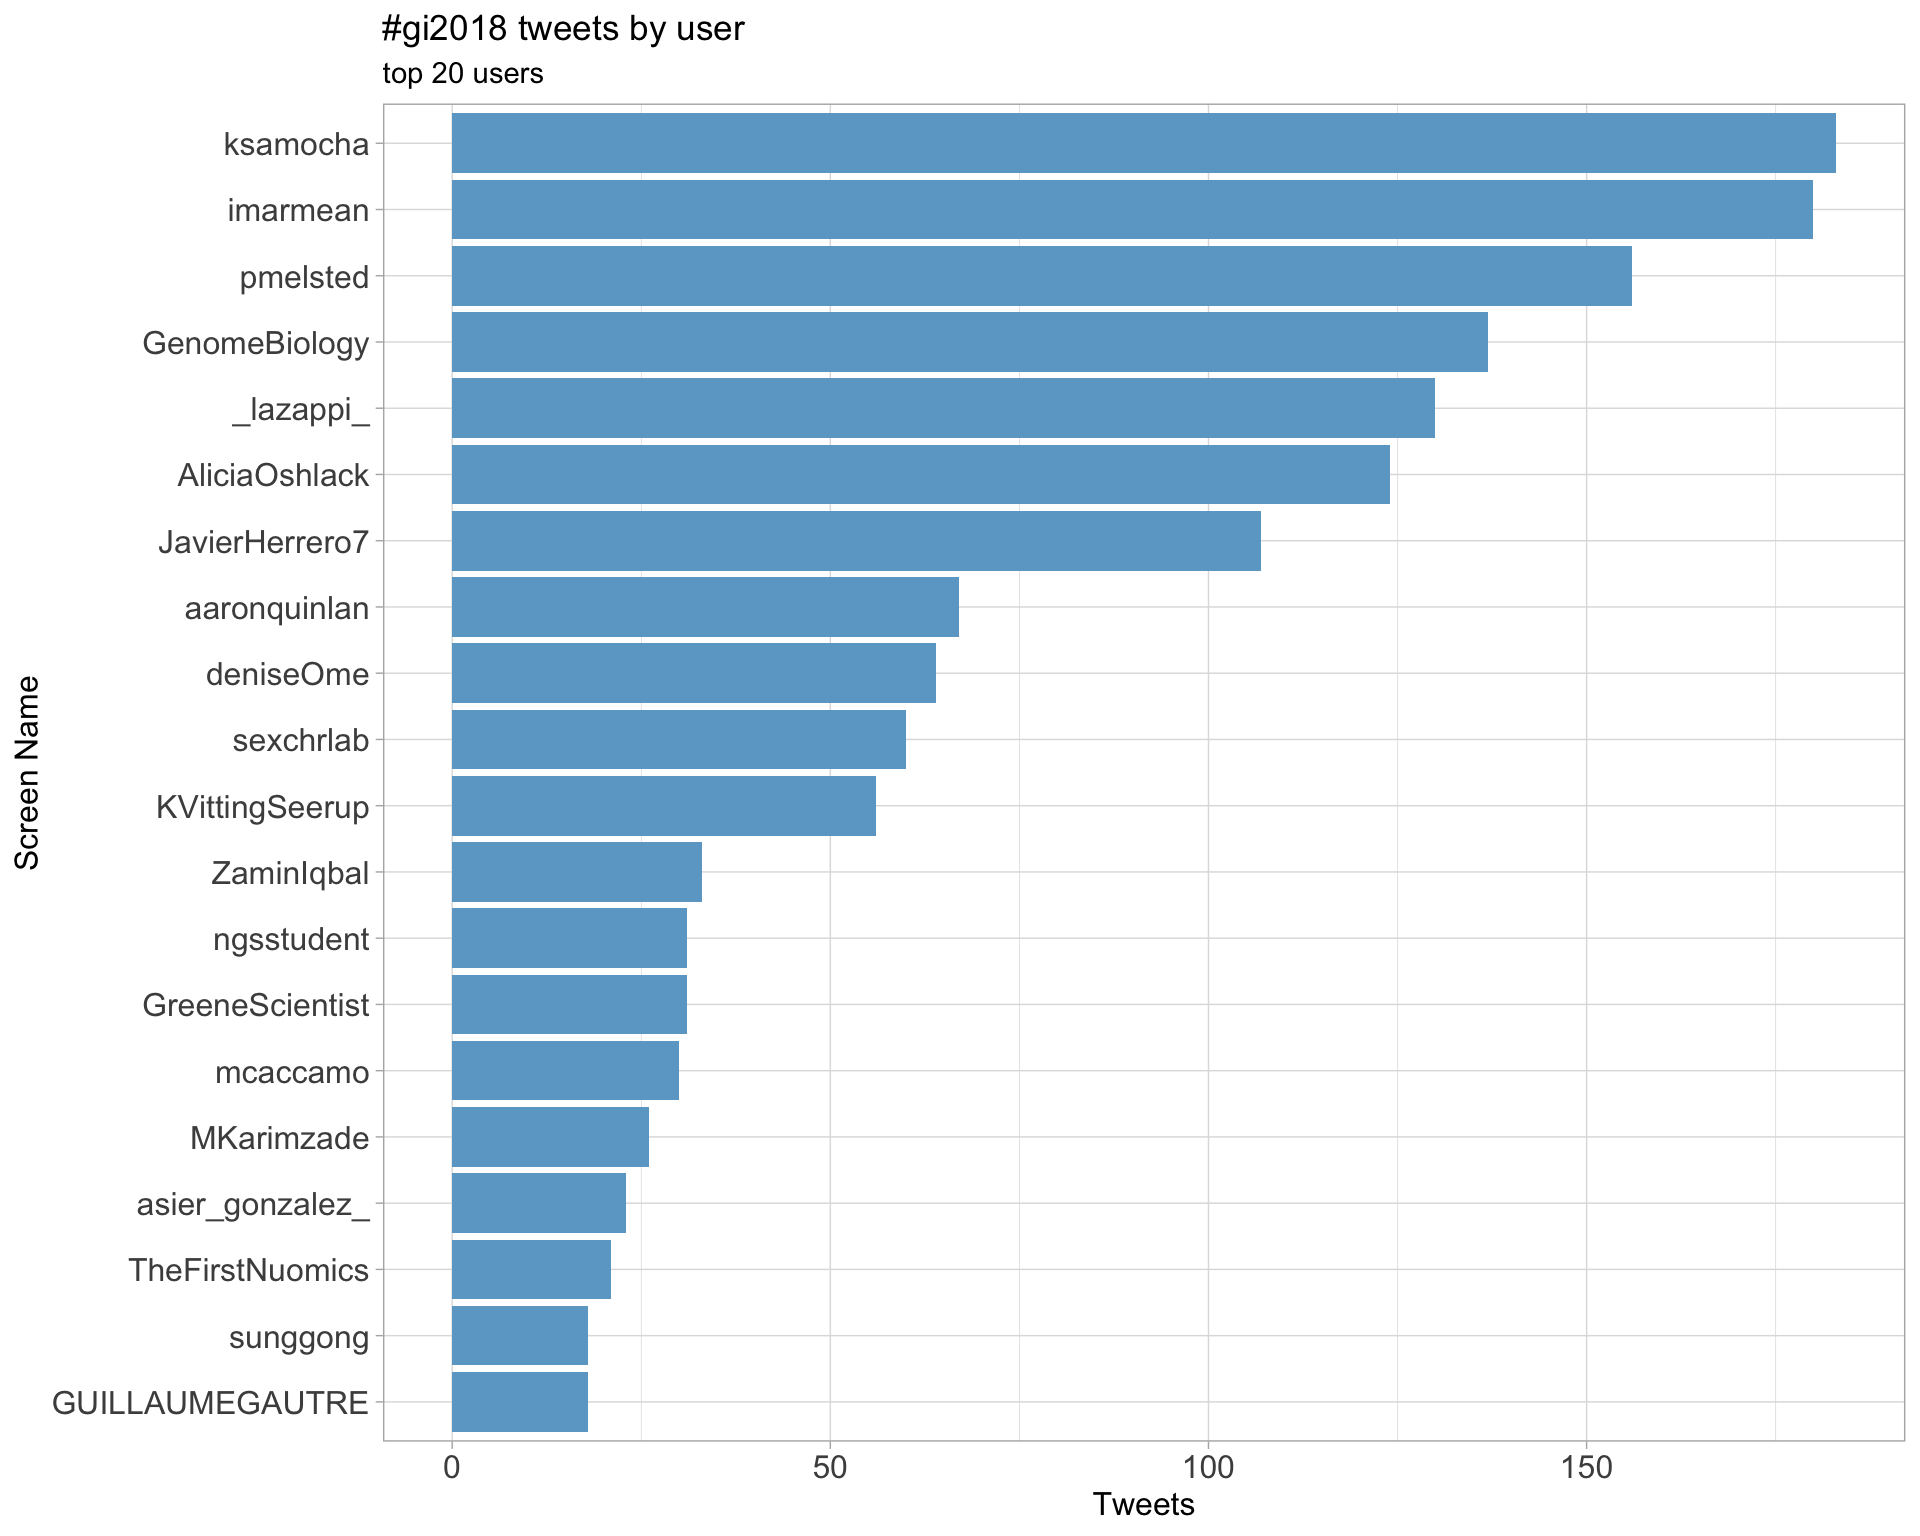 #gi2018 tweets by user
top 20 users
ksamocha
imarmean
pmelsted
GenomeBiology
_lazappi_
AliciaOshlack
JavierHerrero7
aaronquinlan
deniseOme
sexchrlab
KVittingSeerup
ZaminIqbal
ngsstudent
GreeneScientist
mcaccamo
MKarimzade
asier_gonzalez_
TheFirstNuomics
sunggong
GUILLAUMEGAUTRE
Screen Name
0 50 100 150
Tweets